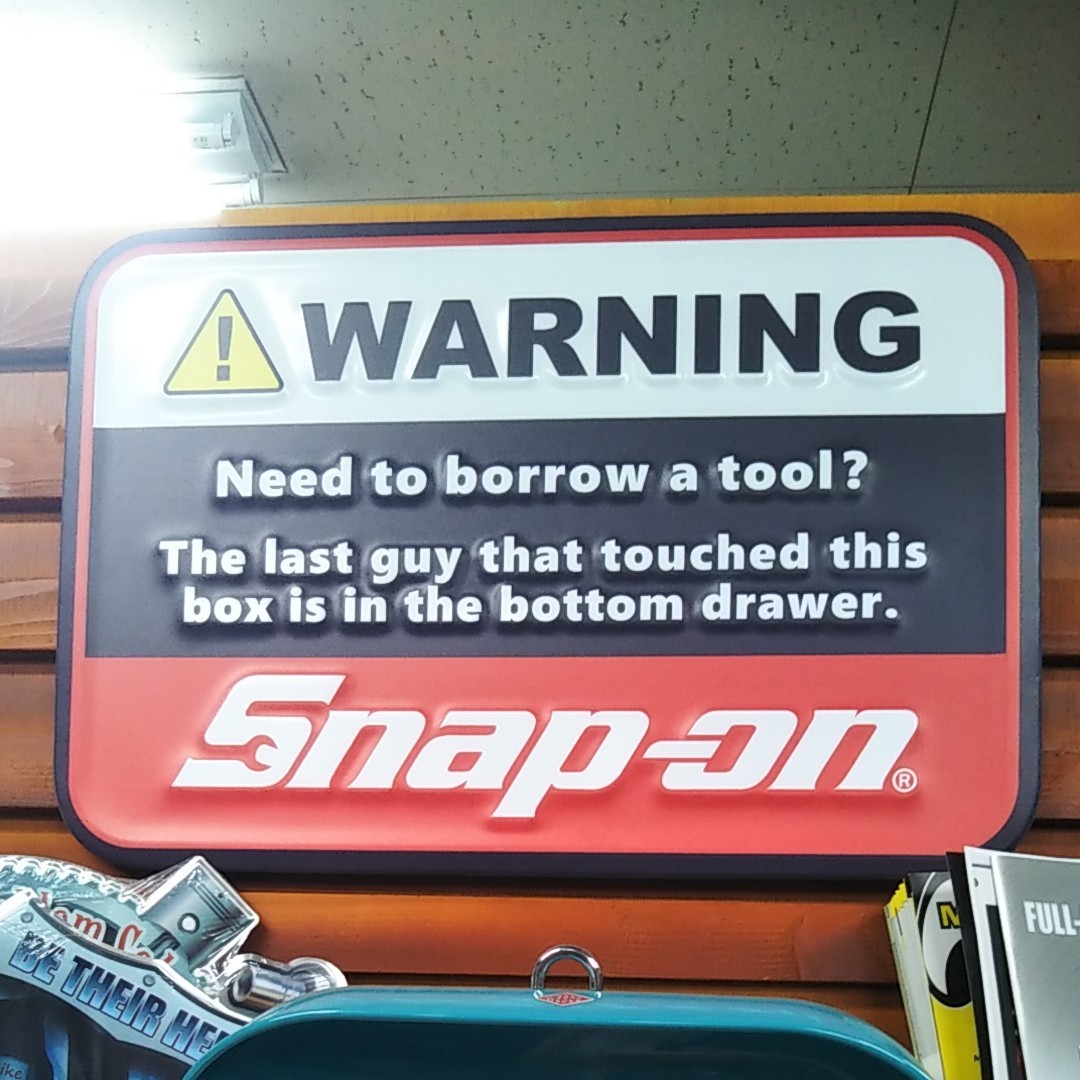 WARNING
Need to borrow a tool?
The last guy that touched this
box is in the bottom drawer.
Snap-on®
BE THEIR HE
FULL-